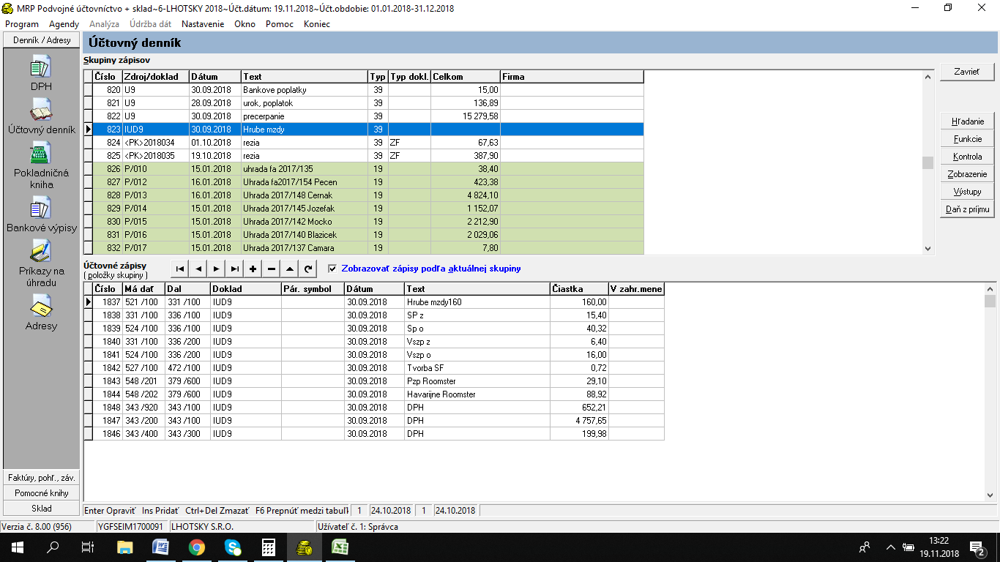 MRP Podvojné účtovníctvo + sklad~6-LHOTSKY 2018~Účt.dátum: 19.11.2018~Účt.obdobie: 01.01.2018-31.12.2018
Program Agendy Analýza Údržba dát Nastavenie Okno Pomoc Koniec
Denník / Adresy
DPH
Účtovný denník
Pokladničná kniha
Bankové výpisy
Príkazy na úhradu
Adresy
Faktúry, pohľ., záv.
Pomocné knihy
Sklad
Účtovný denník
Skupiny zápisov
Číslo Zdroj/doklad Dátum Text Typ Typ dokl. Celkom Firma
820 U9 30.09.2018 Bankove poplatky 39 15,00
821 U9 28.09.2018 urok, poplatok 39 136,89
822 U9 30.09.2018 precerpanie 39 15 279,58
823 IUD9 30.09.2018 Hrube mzdy 39
824 <PK>2018034 01.10.2018 rezia 39 ZF 67,63
825 <PK>2018035 19.10.2018 rezia 39 ZF 387,90
826 P/010 15.01.2018 uhrada fa 2017/135 19 38,40
827 P/012 16.01.2018 Uhrada fa2017/154 Pecen 19 423,38
828 P/013 16.01.2018 Uhrada 2017/148 Cernak 19 4 824,10
829 P/014 15.01.2018 Uhrada 2017/145 Jozefak 19 1 152,07
830 P/015 15.01.2018 Uhrada 2017/142 Mocko 19 2 212,90
831 P/016 15.01.2018 Uhrada 2017/140 Blazicek 19 2 029,06
832 P/017 15.01.2018 Uhrada 2017/137 Camara 19 7,80
Zavrieť
Hľadanie
Funkcie
Kontrola
Zobrazenie
Výstupy
Daň z príjmu
Účtovné zápisy
( položky skupiny )
Zobrazovať zápisy podľa aktuálnej skupiny
Číslo Má dať Dal Doklad Pár. symbol Dátum Text Čiastka V zahr.mene
1837 521 /100 331 /100 IUD9 30.09.2018 Hrube mzdy160 160,00
1838 331 /100 336 /100 IUD9 30.09.2018 SP z 15,40
1839 524 /100 336 /100 IUD9 30.09.2018 Sp o 40,32
1840 331 /100 336 /200 IUD9 30.09.2018 Vszp z 6,40
1841 524 /100 336 /200 IUD9 30.09.2018 Vszp o 16,00
1842 527 /100 472 /100 IUD9 30.09.2018 Tvorba SF 0,72
1843 548 /201 379 /600 IUD9 30.09.2018 Pzp Roomster 29,10
1844 548 /202 379 /600 IUD9 30.09.2018 Havarijne Roomster 88,92
1848 343 /920 343 /100 IUD9 30.09.2018 DPH 652,21
1847 343 /200 343 /100 IUD9 30.09.2018 DPH 4 757,65
1846 343 /400 343 /300 IUD9 30.09.2018 DPH 199,98
Enter Opraviť Ins Pridať Ctrl+Del Zmazať F6 Prepnúť medzi tabuľk 1 24.10.2018 1 24.10.2018
Verzia č. 8.00 (956) YGFSEIM1700091 LHOTSKY S.R.O. Užívateľ č. 1: Správca
13:22
19.11.2018
2